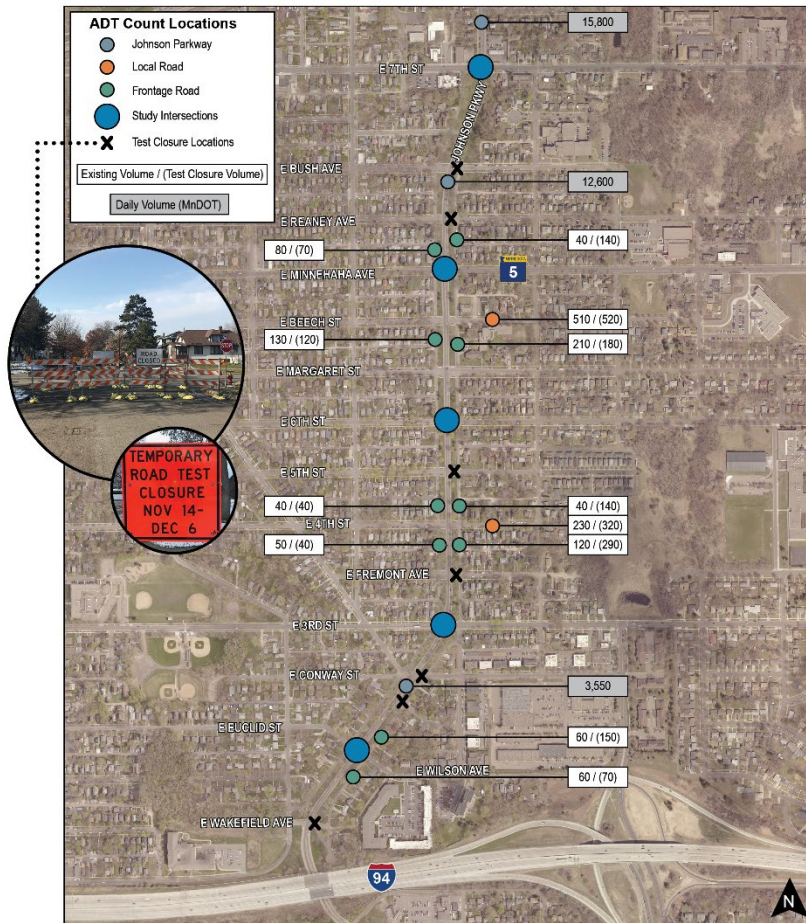 ADT Count Locations
Johnson Parkway
Local Road
Frontage Road
Study Intersections
Test Closure Locations
Existing Volume / (Test Closure Volume)
Daily Volume (MnDOT)
15,800
E 7TH ST
JOHNSON PKWY
E BUSH AVE
12,600
E REANEY AVE
80 / (70)
40 / (140)
E MINNEHAHA AVE
MINNESOTA
5
E BEECH ST
510 / (520)
130 / (120)
210 / (180)
E MARGARET ST
ROAD
CLOSED
STOP
E 6TH ST
TEMPORARY
ROAD TEST
CLOSURE
NOV 14-
DEC 6
E 5TH ST
40 / (40)
40 / (140)
E 4TH ST
230 / (320)
50 / (40)
120 / (290)
E FREMONT AVE
E 3RD ST
E CONWAY ST
3,550
E EUCLID ST
60 / (150)
E WILSON AVE
60 / (70)
E WAKEFIELD AVE
94
N